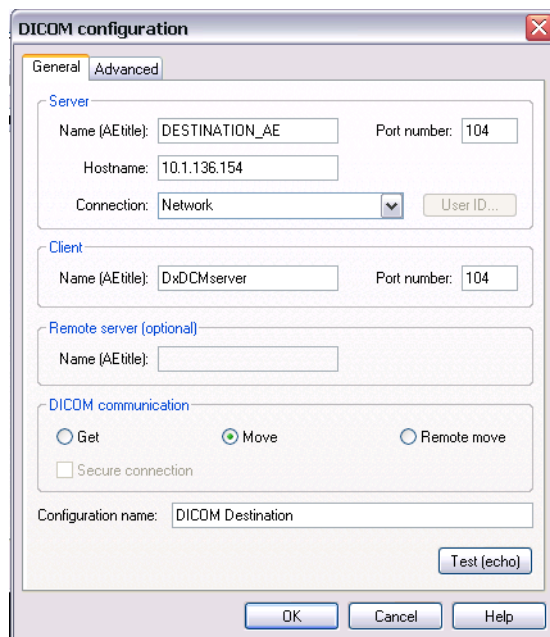 DICOM configuration
General Advanced
Server
Name (AEtitle): DESTINATION_AE Port number: 104
Hostname: 10.1.136.154
Connection: Network User ID...
Client
Name (AEtitle): DxDCMserver Port number: 104
Remote server (optional)
Name (AEtitle):
DICOM communication
Get Move Remote move
Secure connection
Configuration name: DICOM Destination
Test (echo)
OK Cancel Help